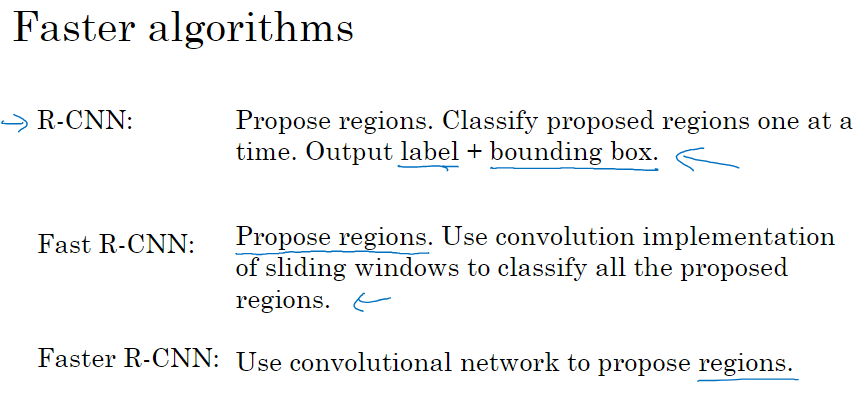 Faster algorithms
R-CNN: Propose regions. Classify proposed regions one at a
time. Output label + bounding box.
Fast R-CNN: Propose regions. Use convolution implementation
of sliding windows to classify all the proposed
regions.
Faster R-CNN: Use convolutional network to propose regions.